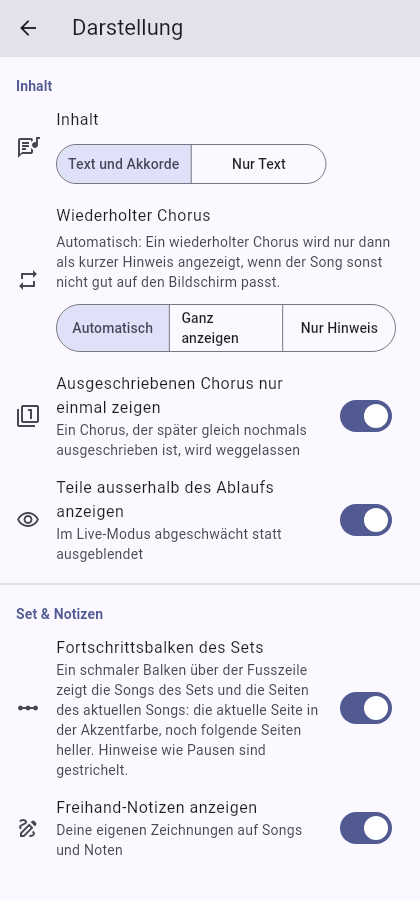 Darstellung
Inhalt
Inhalt
Text und Akkorde
Nur Text
Wiederholter Chorus
Automatisch: Ein wiederholter Chorus wird nur dann
als kurzer Hinweis angezeigt, wenn der Song sonst
nicht gut auf den Bildschirm passt.
Automatisch
Ganz
anzeigen
Nur Hinweis
Ausgeschriebenen Chorus nur
einmal zeigen
Ein Chorus, der später gleich nochmals
ausgeschrieben ist, wird weggelassen
Teile ausserhalb des Ablaufs
anzeigen
Im Live-Modus abgeschwächt statt
ausgeblendet
Set & Notizen
Fortschrittsbalken des Sets
Ein schmaler Balken über der Fusszeile
zeigt die Songs des Sets und die Seiten
des aktuellen Songs: die aktuelle Seite in
der Akzentfarbe, noch folgende Seiten
heller. Hinweise wie Pausen sind
gestrichelt.
Freihand-Notizen anzeigen
Deine eigenen Zeichnungen auf Songs
und Noten